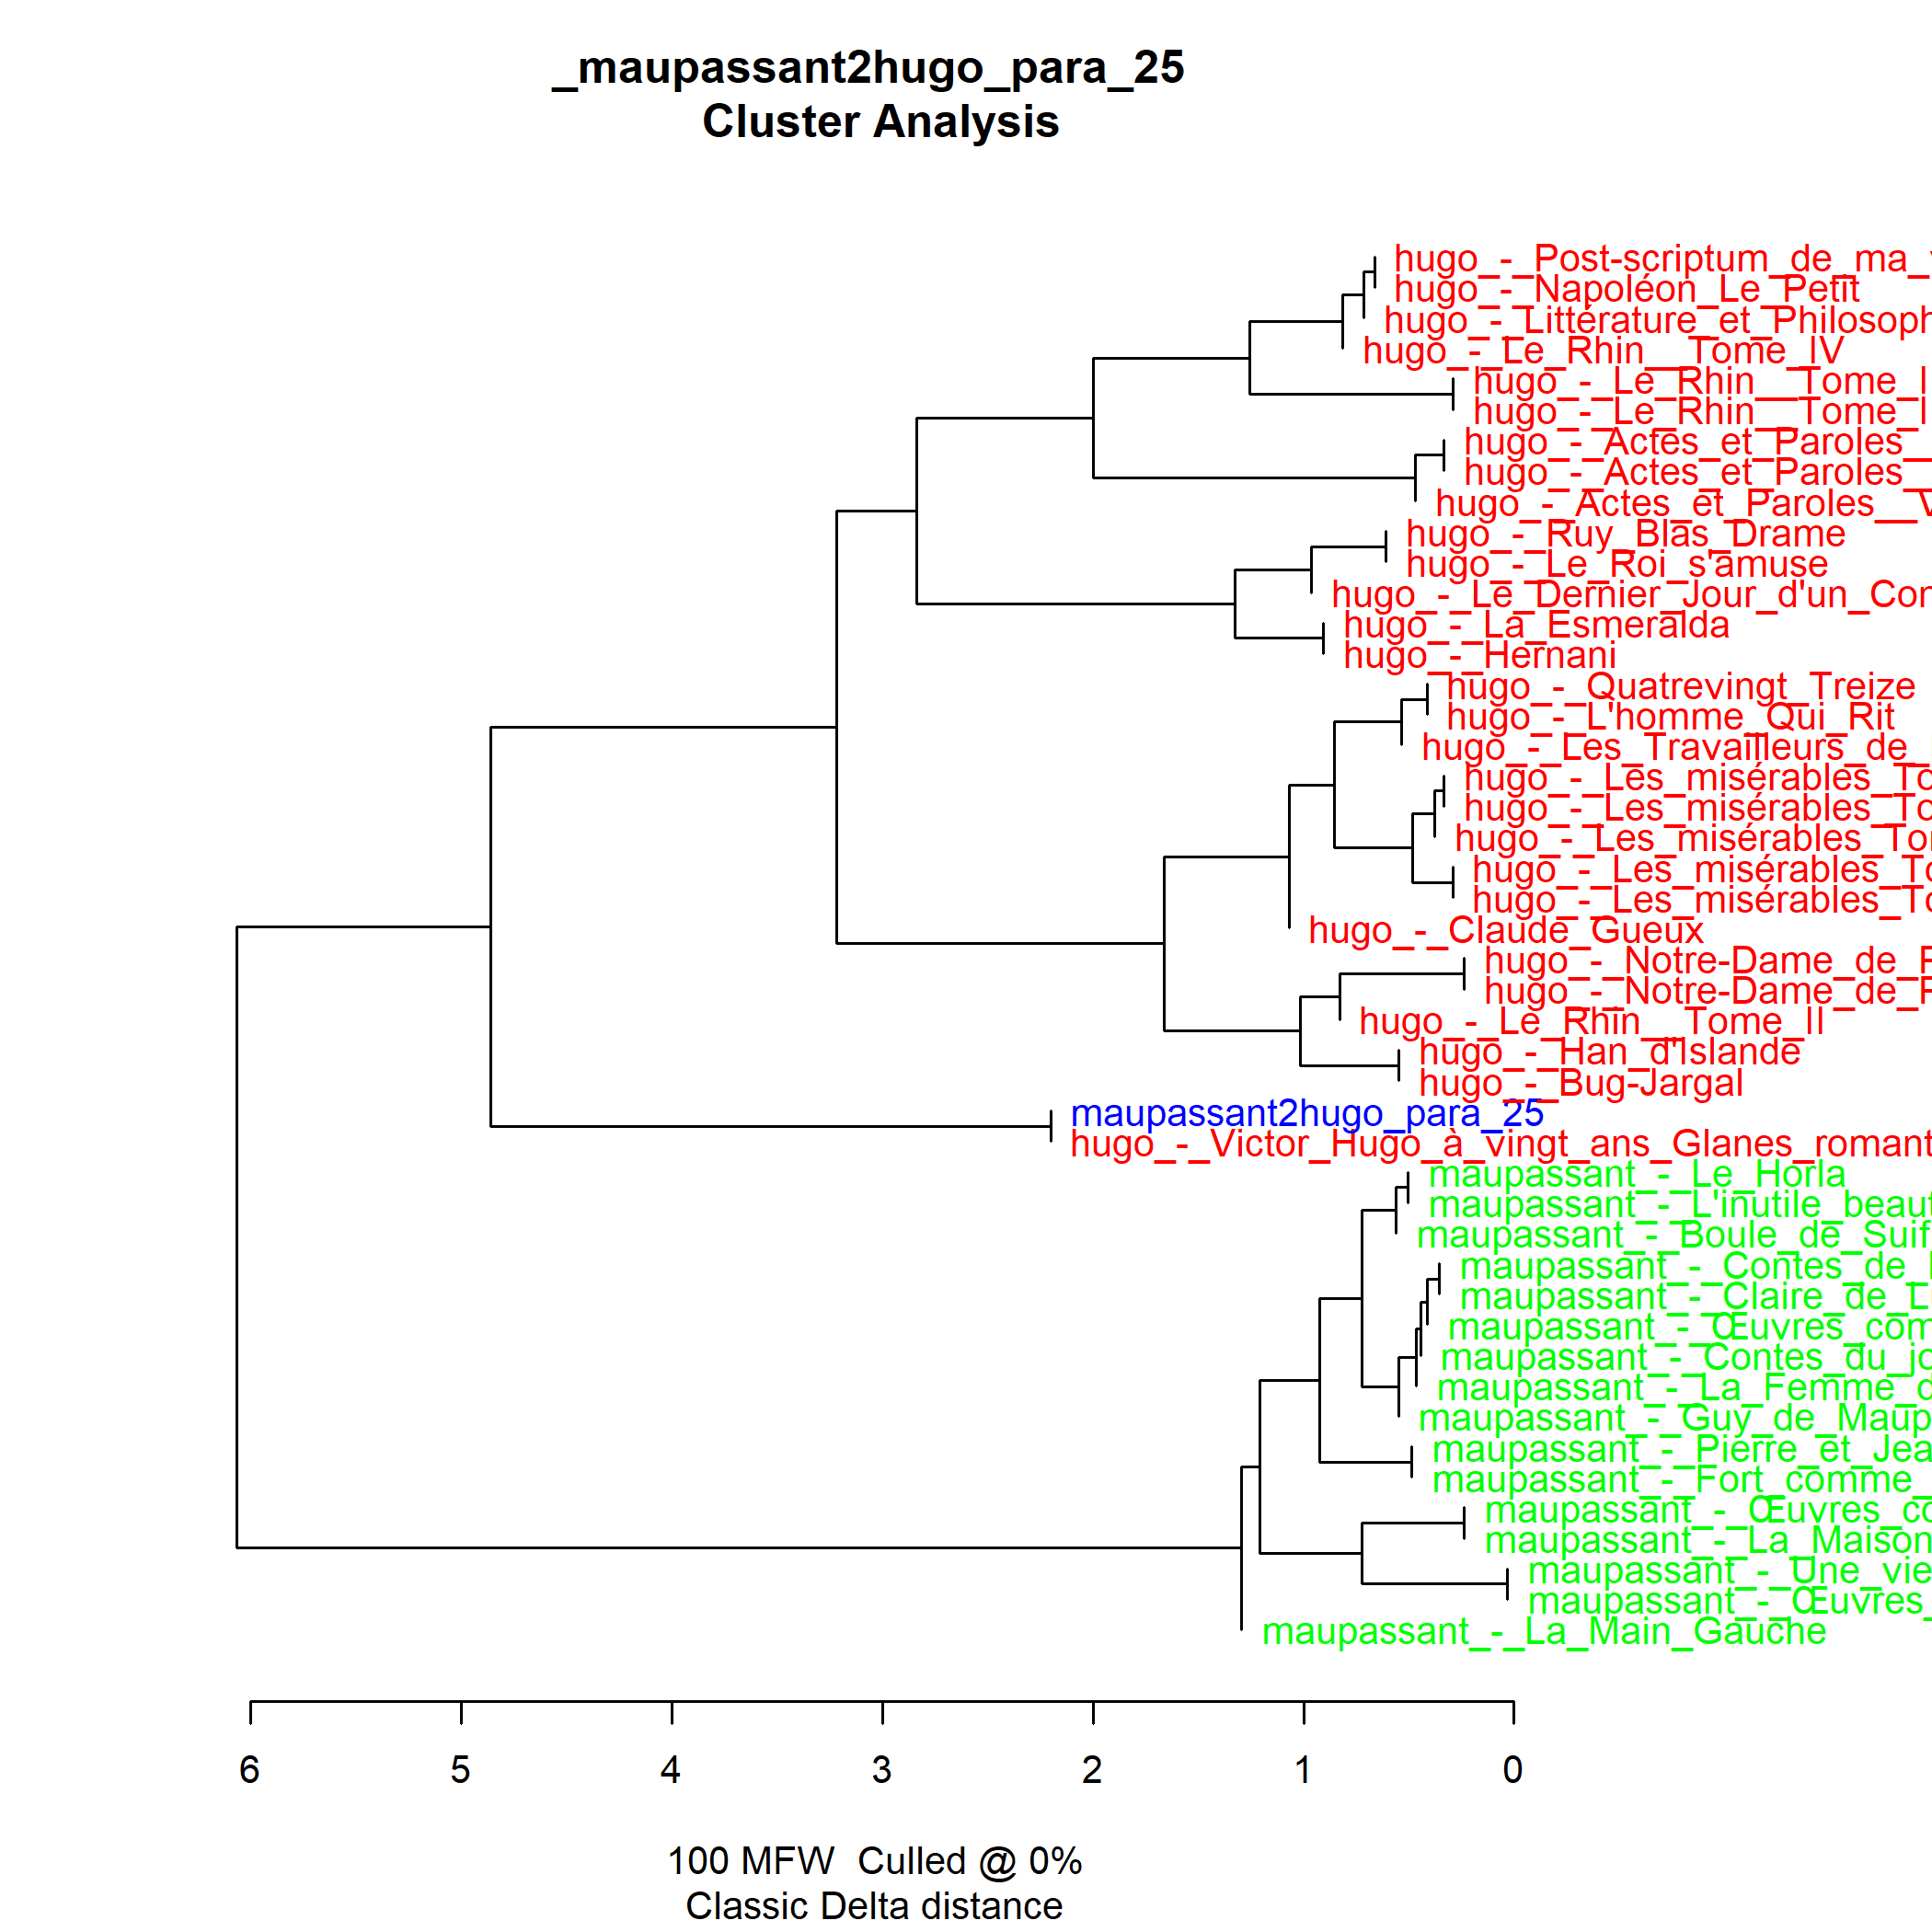 _maupassant2hugo_para_25
Cluster Analysis
hugo_-_Post-scriptum_de_ma_v
hugo_-_Napoléon_Le_Petit
hugo_-_Littérature_et_Philosoph
hugo_-_Le_Rhin__Tome_IV
hugo_-_Le_Rhin__Tome_I
hugo_-_Le_Rhin__Tome_I
hugo_-_Actes_et_Paroles__
hugo_-_Actes_et_Paroles__
hugo_-_Actes_et_Paroles__V
hugo_-_Ruy_Blas_Drame
hugo_-_Le_Roi_s'amuse
hugo_-_Le_Dernier_Jour_d'un_Con
hugo_-_La_Esmeralda
hugo_-_Hernani
hugo_-_Quatrevingt_Treize
hugo_-_L'homme_Qui_Rit
hugo_-_Les_Travailleurs_de_
hugo_-_Les_misérables_To
hugo_-_Les_misérables_To
hugo_-_Les_misérables_Tom
hugo_-_Les_misérables_To
hugo_-_Les_misérables_To
hugo_-_Claude_Gueux
hugo_-_Notre-Dame_de_P
hugo_-_Notre-Dame_de_P
hugo_-_Le_Rhin__Tome_II
hugo_-_Han_d'Islande
hugo_-_Bug-Jargal
maupassant2hugo_para_25
hugo_-_Victor_Hugo_à_vingt_ans_Glanes_romant
maupassant_-_Le_Horla
maupassant_-_L'inutile_beaut
maupassant_-_Boule_de_Suif
maupassant_-_Contes_de_
maupassant_-_Claire_de_L
maupassant_-_Œuvres_com
maupassant_-_Contes_du_jo
maupassant_-_La_Femme_d
maupassant_-_Guy_de_Maup
maupassant_-_Pierre_et_Jea
maupassant_-_Fort_comme_
maupassant_-_Œuvres_co
maupassant_-_La_Maison
maupassant_-_Une_vie
maupassant_-_Œuvres_
maupassant_-_La_Main_Gauche
6 5 4 3 2 1 0
100 MFW  Culled @ 0%
Classic Delta distance